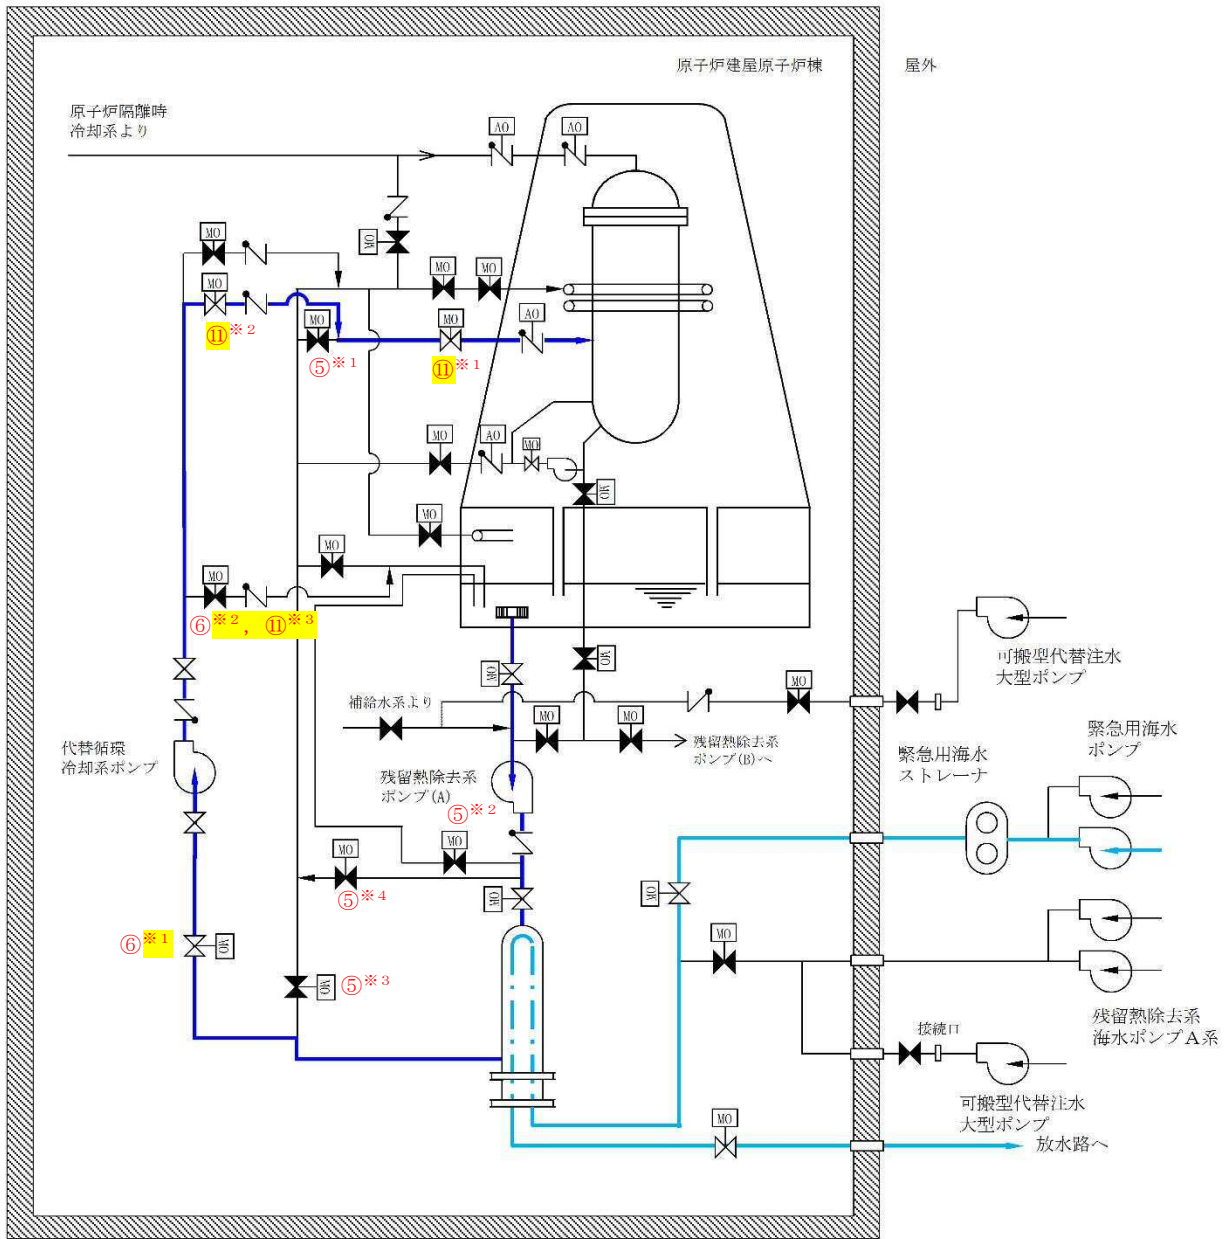 原子炉建屋原子炉棟
屋外
原子炉隔離時
冷却系より
AO
AO
MO
MO
MO
MO
MO
⑪※2
MO
⑤※1
MO
⑪※1
AO
MO
AO
MO
MO
MO
MO
MO
⑥※2, ⑪※3
MO
MO
可搬型代替注水
大型ポンプ
補給水系より
MO
MO
MO
残留熱除去系
ポンプ(B)へ
代替循環
冷却系ポンプ
残留熱除去系
ポンプ(A)
⑤※2
緊急用海水
ストレーナ
緊急用海水
ポンプ
MO
MO
⑤※4
MO
MO
⑥※1
MO
MO
MO
⑤※3
残留熱除去系
海水ポンプA系
接続口
可搬型代替注水
大型ポンプ
MO
放水路へ